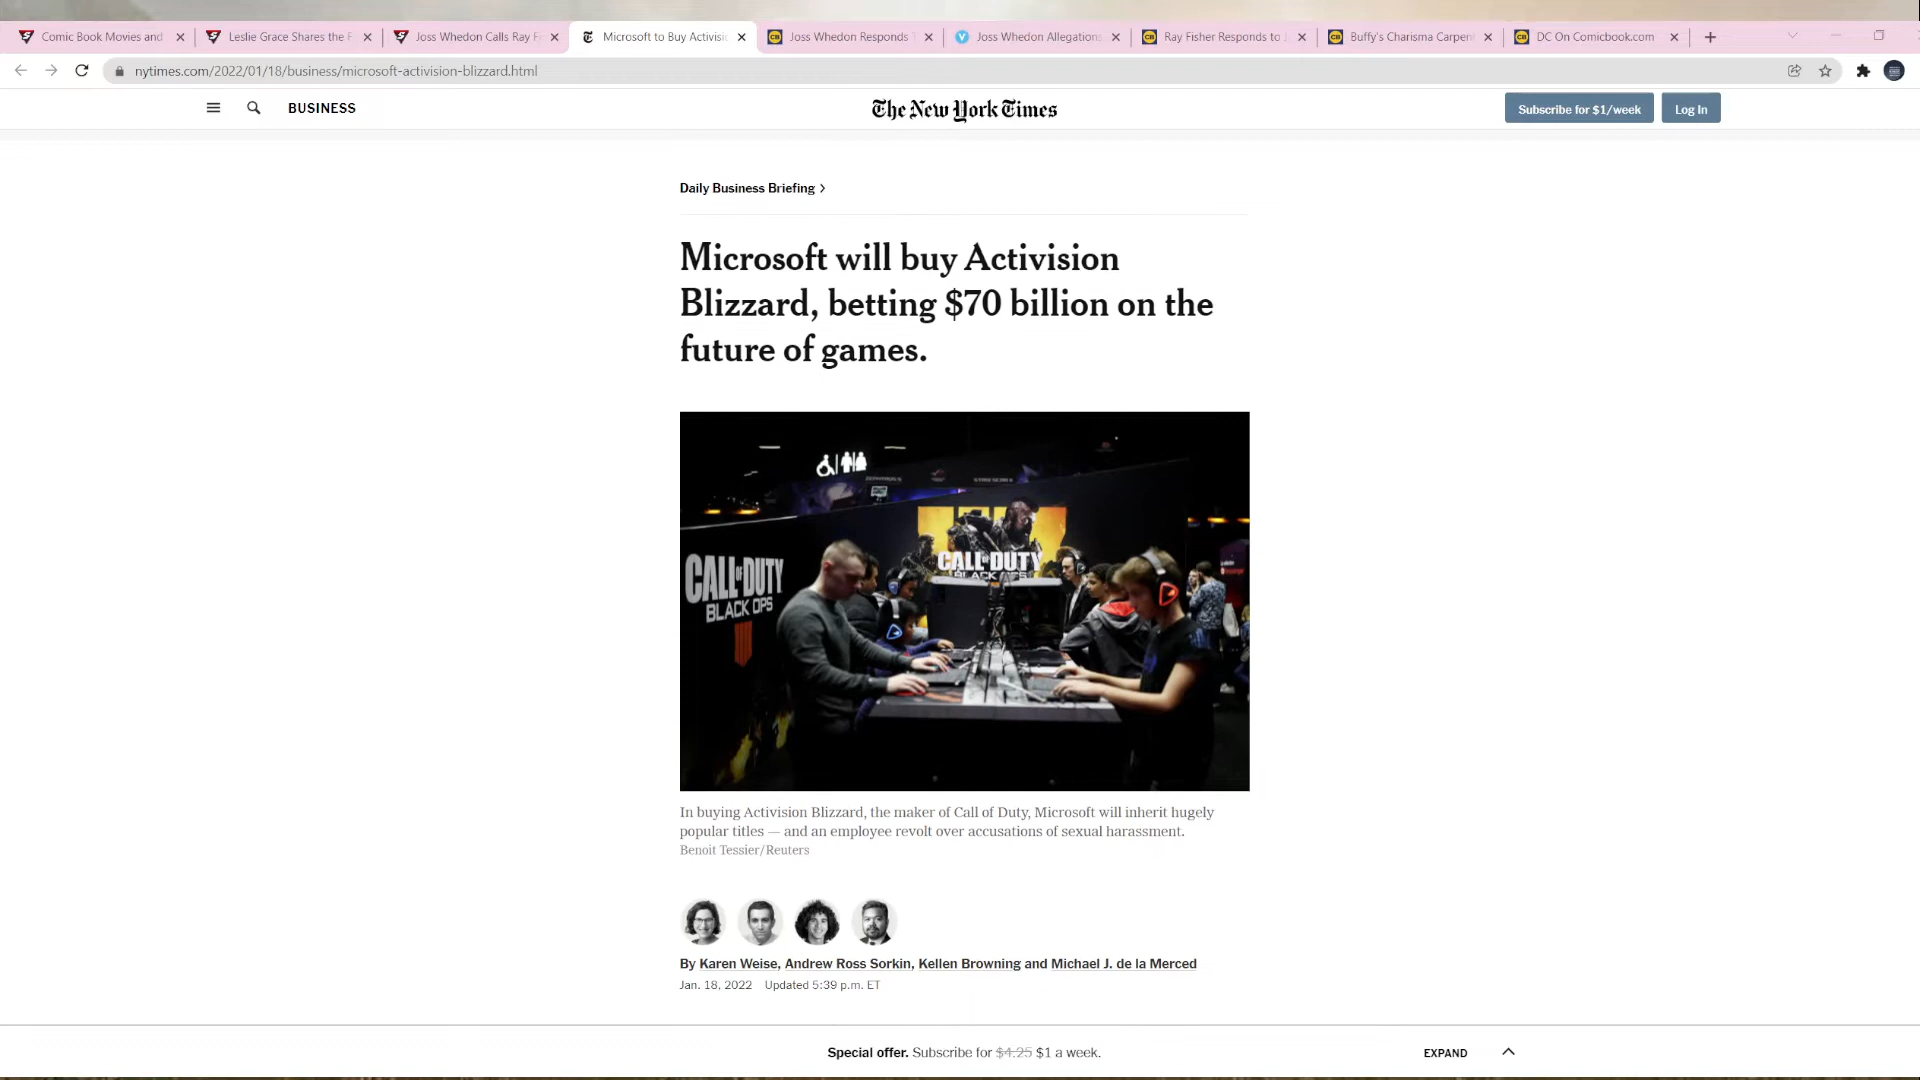 Comic Book Movies and
Leslie Grace Shares the F
Joss Whedon Calls Ray F
Microsoft to Buy Activisi
Joss Whedon Responds
Joss Whedon Allegations
Ray Fisher Responds to
Buffy's Charisma Carpent
DC On Comicbook.com
nytimes.com/2022/01/18/business/microsoft-activision-blizzard.html
BUSINESS
The New York Times
Subscribe for $1/week
Log In
Daily Business Briefing >
Microsoft will buy Activision
Blizzard, betting $70 billion on the
future of games.
CALL OF DUTY
BLACK OPS
CALL OF DUTY
BLACK OPS
In buying Activision Blizzard, the maker of Call of Duty, Microsoft will inherit hugely
popular titles — and an employee revolt over accusations of sexual harassment.
Benoit Tessier/Reuters
By Karen Weise, Andrew Ross Sorkin, Kellen Browning and Michael J. de la Merced
Jan. 18, 2022 Updated 5:39 p.m. ET
Special offer. Subscribe for $4.25 $1 a week.
EXPAND